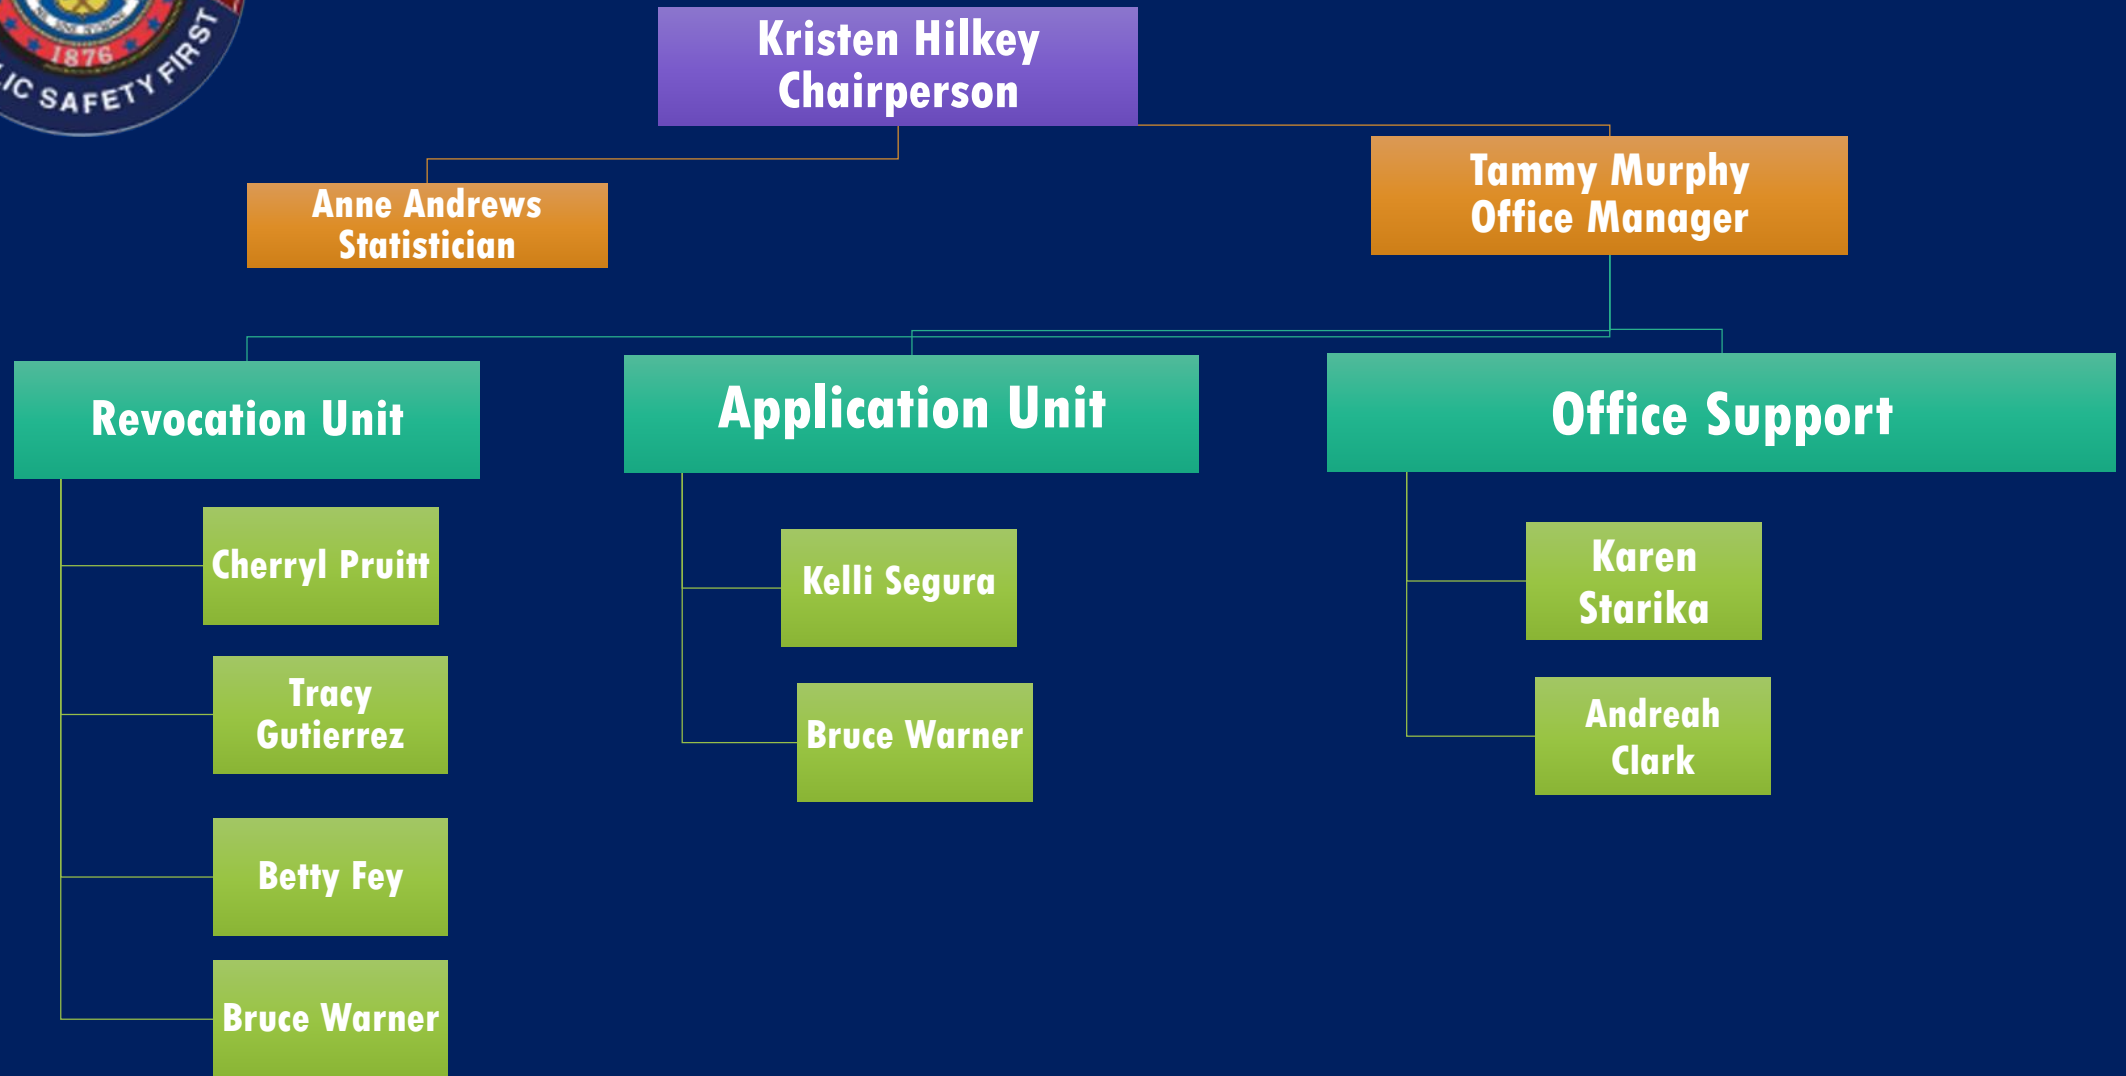 1876
SAFETY FIRST
Kristen Hilkey
Chairperson
Anne Andrews
Statistician
Tammy Murphy
Office Manager
Revocation Unit
Application Unit
Office Support
Cherryl Pruitt
Tracy
Gutierrez
Betty Fey
Bruce Warner
Kelli Segura
Bruce Warner
Karen
Starika
Andreah
Clark